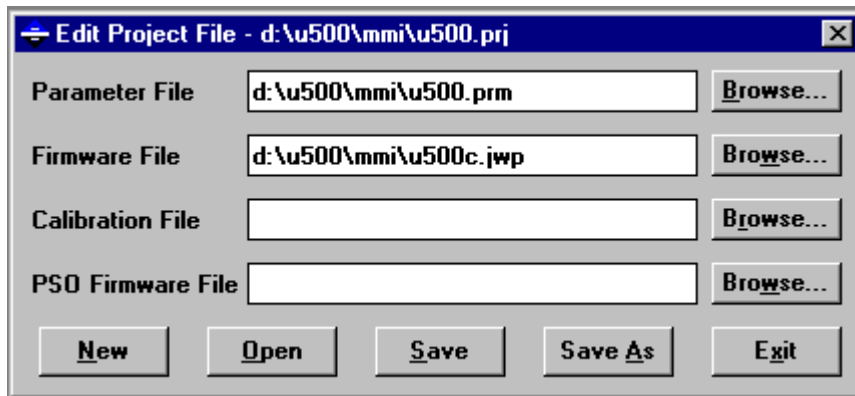 Edit Project File - d:\u500\mmi\u500.prj
Parameter File d:\u500\mmi\u500.prm Browse...
Firmware File d:\u500\mmi\u500c.jwp Browse...
Calibration File Browse...
PSO Firmware File Browse...
New Open Save Save As Exit